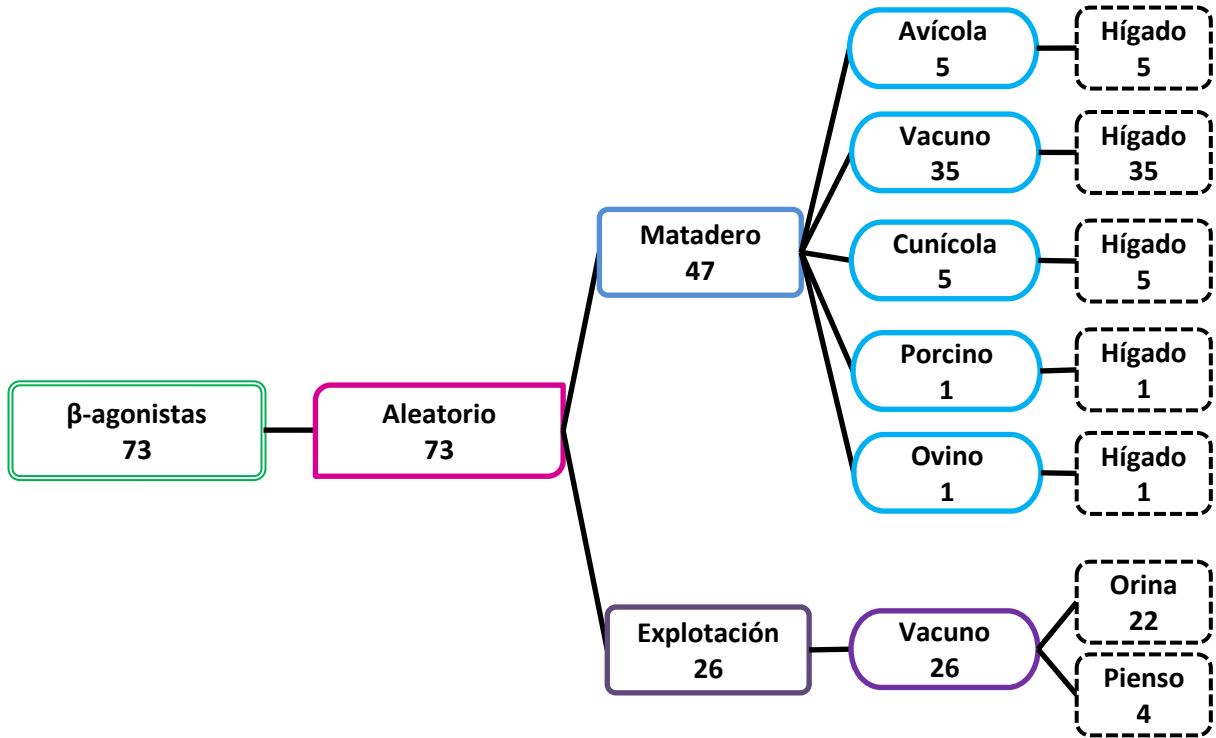 β-agonistas
73
Aleatorio
73
Matadero
47
Avícola
5
Hígado
5
Vacuno
35
Hígado
35
Cunícola
5
Hígado
5
Porcino
1
Hígado
1
Ovino
1
Hígado
1
Explotación
26
Vacuno
26
Orina
22
Pienso
4